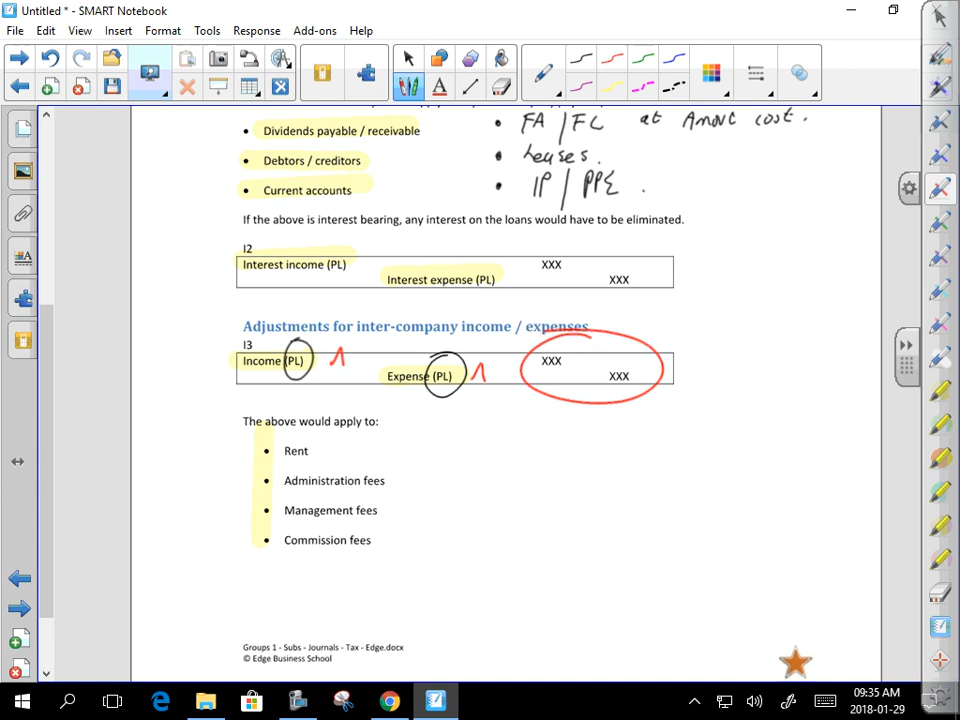 Untitled * - SMART Notebook
File Edit View Insert Format Tools Response Add-ons Help
• Dividends payable / receivable • FA / FL at Amort cost.
• Debtors / creditors • Leases.
• Current accounts • IP / PPE.
If the above is interest bearing, any interest on the loans would have to be eliminated.
I2
Interest income (PL) XXX
Interest expense (PL) XXX
Adjustments for inter-company income / expenses
I3
Income (PL) XXX
Expense (PL) XXX
The above would apply to:
• Rent
• Administration fees
• Management fees
• Commission fees
Groups 1 - Subs - Journals - Tax - Edge.docx
© Edge Business School
09:35 AM
2018-01-29